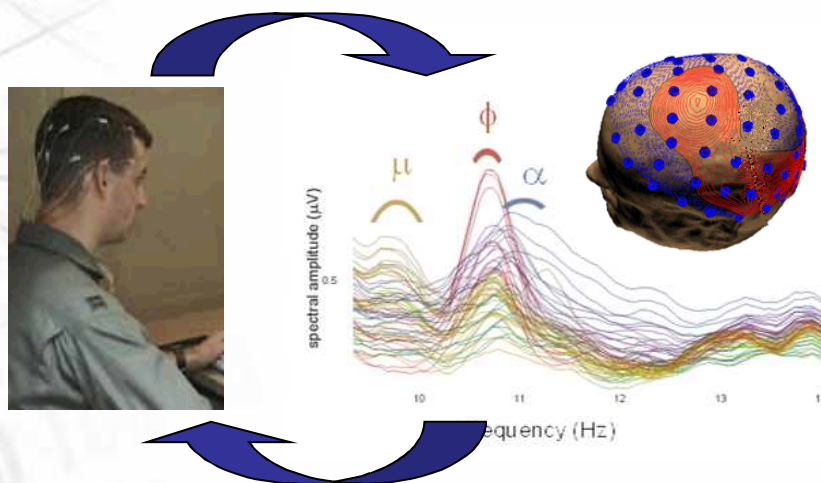 ϕ
μ
α
spectral amplitude (μV)
0.5
10
11
12
13
equency (Hz)